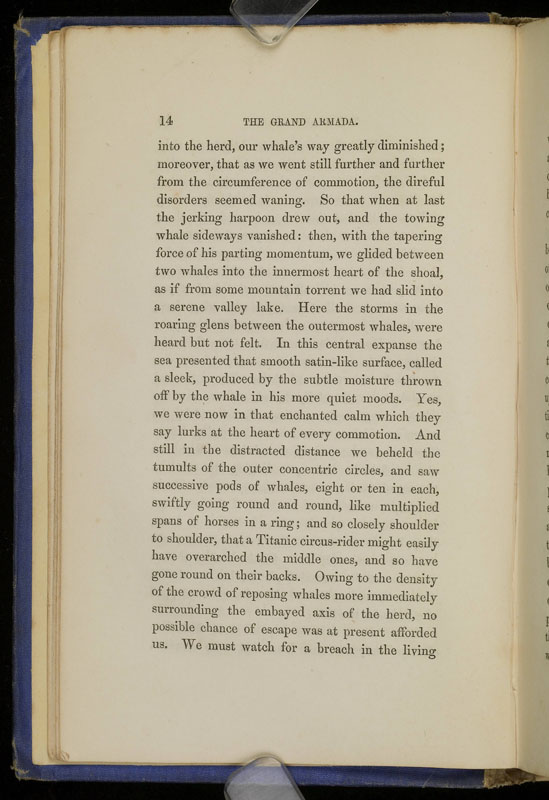 14 THE GRAND ARMADA.
into the herd, our whale's way greatly diminished;
moreover, that as we went still further and further
from the circumference of commotion, the direful
disorders seemed waning. So that when at last
the jerking harpoon drew out, and the towing
whale sideways vanished: then, with the tapering
force of his parting momentum, we glided between
two whales into the innermost heart of the shoal,
as if from some mountain torrent we had slid into
a serene valley lake. Here the storms in the
roaring glens between the outermost whales, were
heard but not felt. In this central expanse the
sea presented that smooth satin-like surface, called
a sleek, produced by the subtle moisture thrown
off by the whale in his more quiet moods. Yes,
we were now in that enchanted calm which they
say lurks at the heart of every commotion. And
still in the distracted distance we beheld the
tumults of the outer concentric circles, and saw
successive pods of whales, eight or ten in each,
swiftly going round and round, like multiplied
spans of horses in a ring; and so closely shoulder
to shoulder, that a Titanic circus-rider might easily
have overarched the middle ones, and so have
gone round on their backs. Owing to the density
of the crowd of reposing whales more immediately
surrounding the embayed axis of the herd, no
possible chance of escape was at present afforded
us. We must watch for a breach in the living